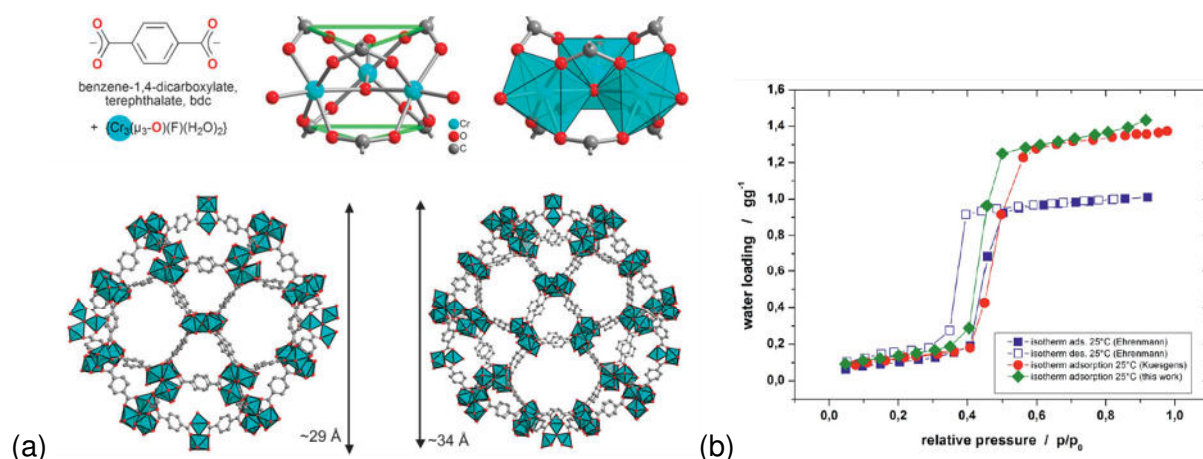 O
O
O
O
−
−
benzene-1,4-dicarboxylate,
terephthalate, bdc
+ {Cr₃(μ₃-O)(F)(H₂O)₂}
Cr
O
C
~29 Å
~34 Å
(a)
(b)
water loading / gg⁻¹
1,6
1,4
1,2
1,0
0,8
0,6
0,4
0,2
0,0
isotherm ads. 25°C (Ehrenmann)
isotherm des. 25°C (Ehrenmann)
isotherm adsorption 25°C (Kuesgens)
isotherm adsorption 25°C (this work)
0,0 0,2 0,4 0,6 0,8 1,0
relative pressure / p/p₀